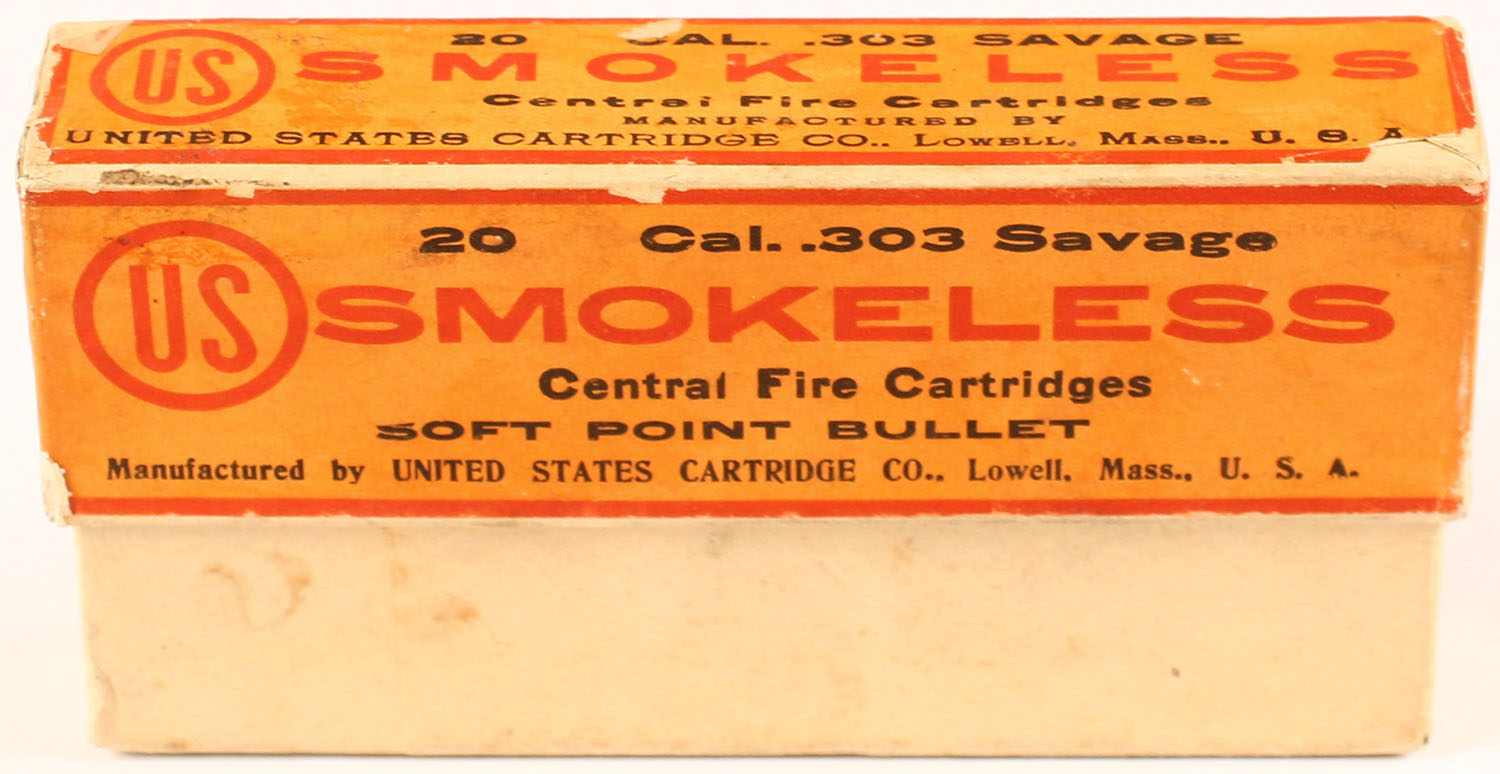 20 CAL. .303 SAVAGE
US SMOKELESS
Central Fire Cartridges
MANUFACTURED BY
UNITED STATES CARTRIDGE CO., LOWELL, MASS., U. S. A
20 Cal. .303 Savage
US SMOKELESS
Central Fire Cartridges
SOFT POINT BULLET
Manufactured by UNITED STATES CARTRIDGE CO., Lowell, Mass., U. S. A.